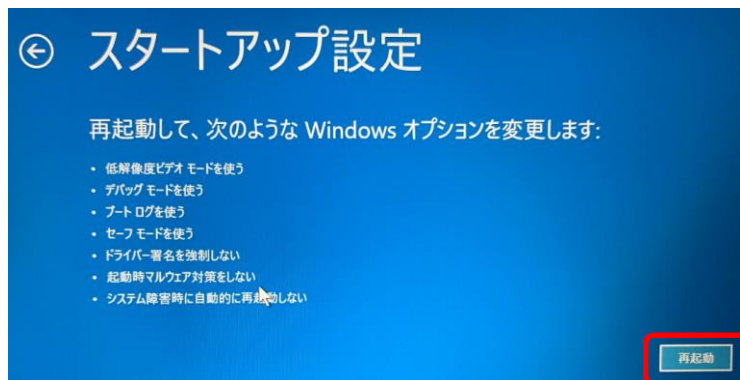 スタートアップ設定
再起動して、次のような Windows オプションを変更します:
• 低解像度ビデオ モードを使う
• デバッグ モードを使う
• ブート ログを使う
• セーフ モードを使う
• ドライバー署名を強制しない
• 起動時マルウェア対策をしない
• システム障害時に自動的に再起動しない
再起動